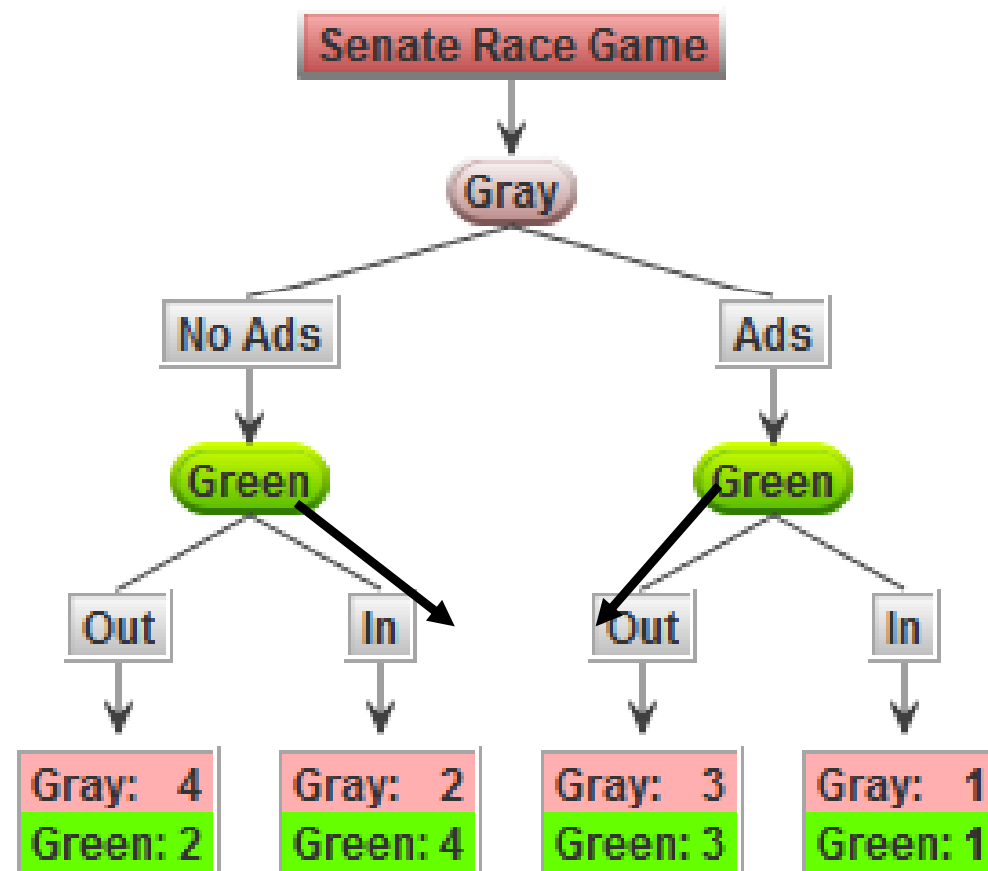 Senate Race Game
Gray
No Ads
Ads
Green
Green
Out
In
Out
In
Gray: 4
Green: 2
Gray: 2
Green: 4
Gray: 3
Green: 3
Gray: 1
Green: 1